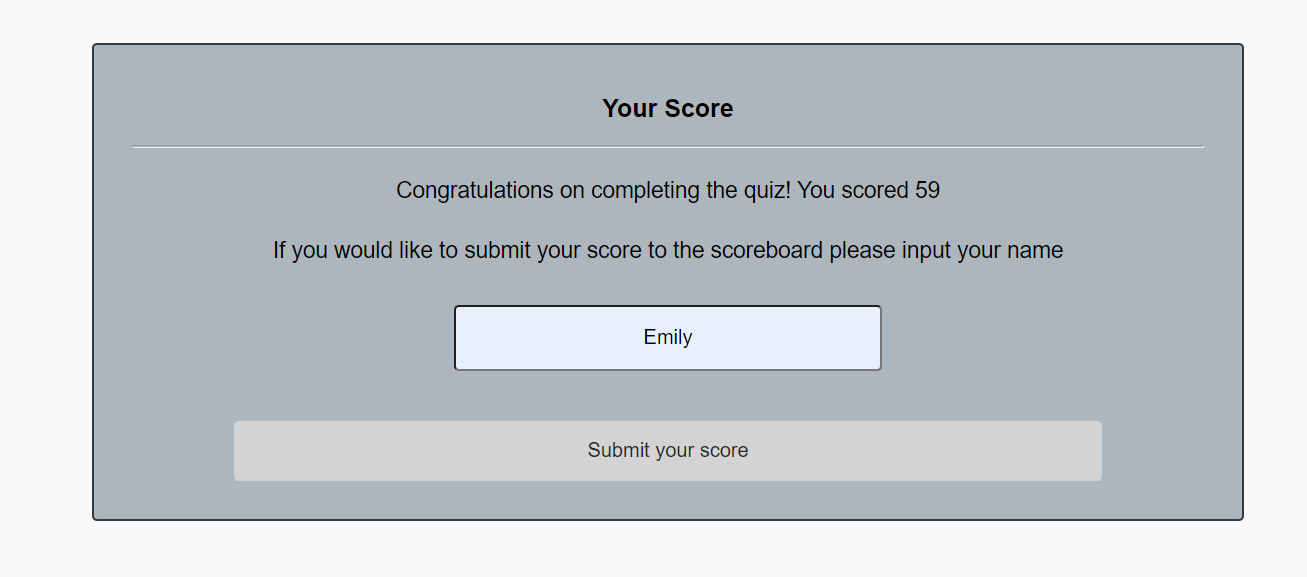 Your Score
Congratulations on completing the quiz! You scored 59
If you would like to submit your score to the scoreboard please input your name
Emily
Submit your score